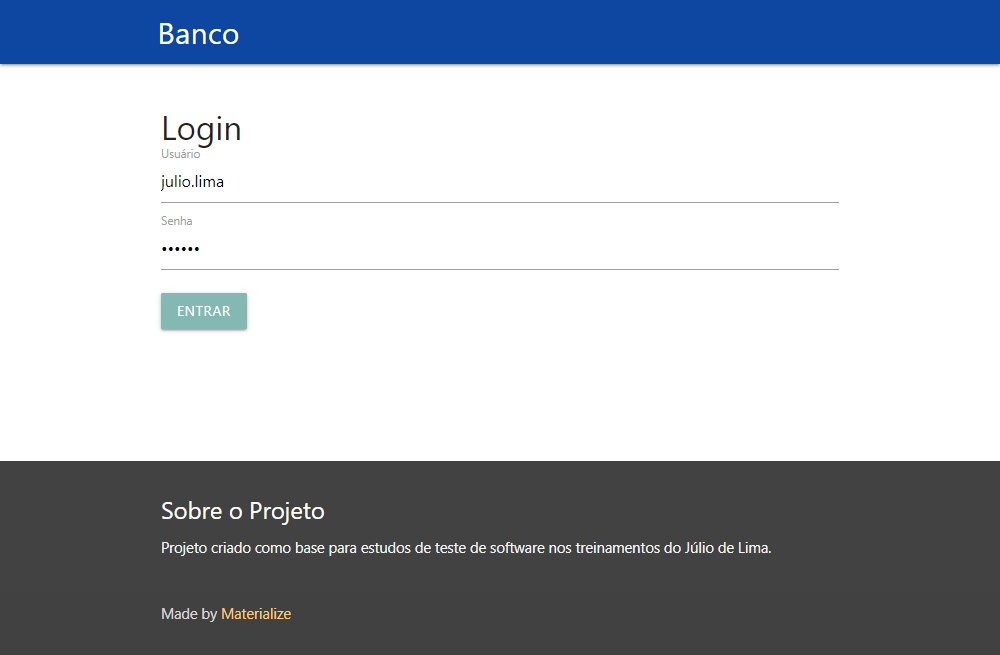 Banco
Login
Usuário
julio.lima
Senha
••••••
ENTRAR
Sobre o Projeto
Projeto criado como base para estudos de teste de software nos treinamentos do Júlio de Lima.
Made by Materialize